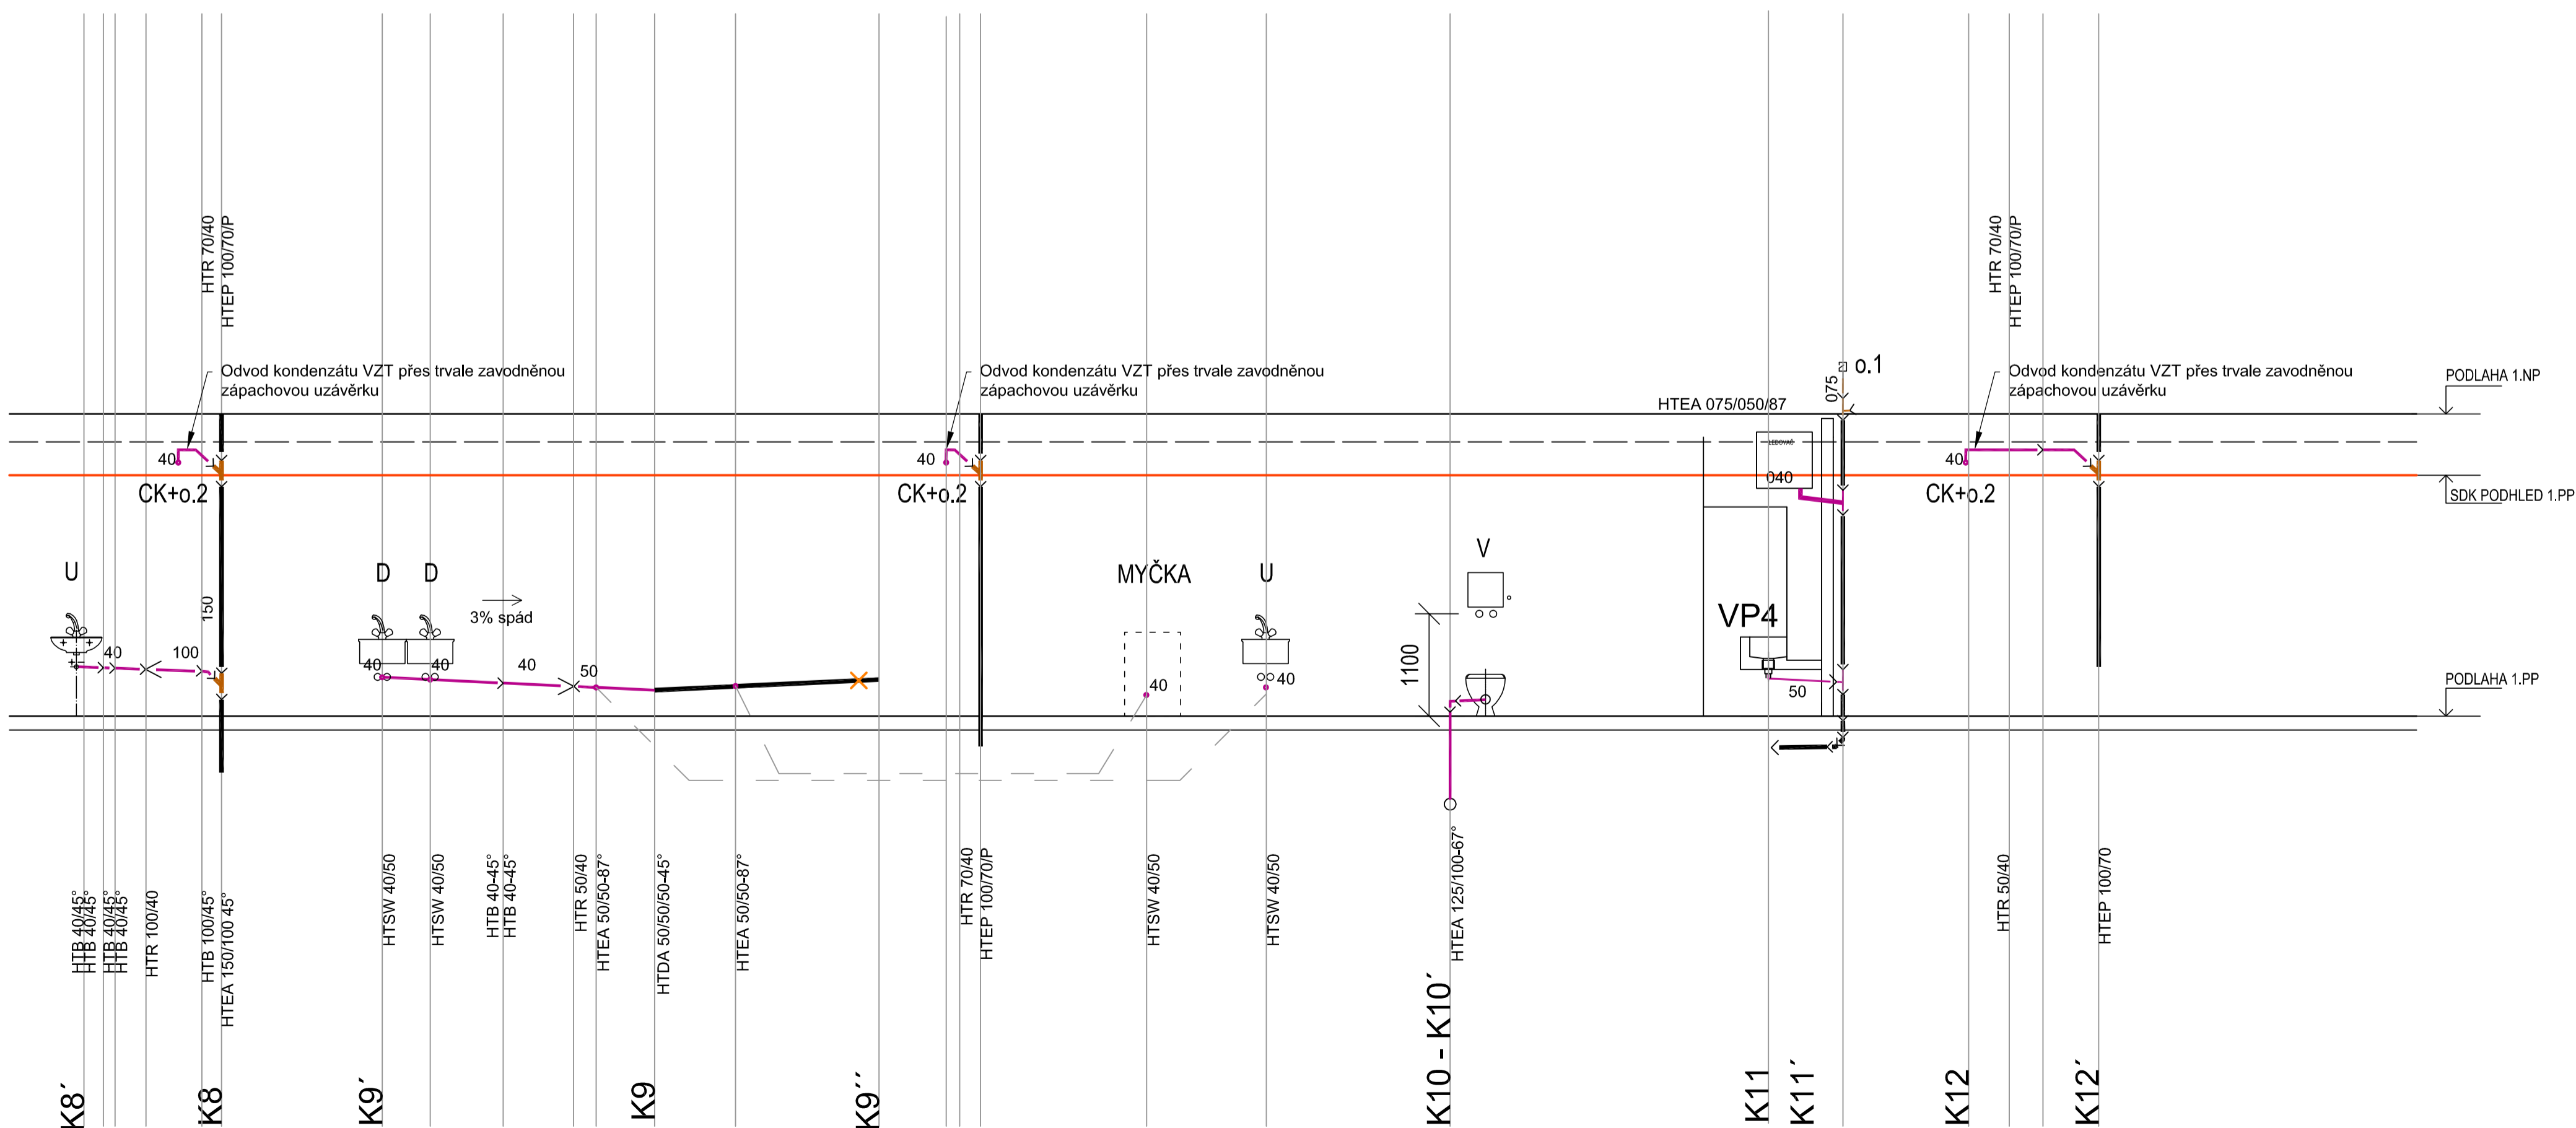 HTR 70/40
HTEP 100/70/P
HTR 70/40
HTEP 100/70/P
Odvod kondenzátu VZT přes trvale zavodněnou
zápachovou uzávěrku
Odvod kondenzátu VZT přes trvale zavodněnou
zápachovou uzávěrku
o.1
075
HTEA 075/050/87
Odvod kondenzátu VZT přes trvale zavodněnou
zápachovou uzávěrku
PODLAHA 1.NP
40
CK+o.2
40
CK+o.2
LEDOVAČ
040
40
CK+o.2
SDK PODHLED 1.PP
U
D
D
MYČKA
U
V
150
3% spád
VP4
1100
40
100
40
40
40
50
40
40
50
PODLAHA 1.PP
HTB 40/45°
HTB 40/45°
HTB 40/45°
HTB 40/45°
HTR 100/40
HTB 100/45°
HTEA 150/100 45°
HTSW 40/50
HTSW 40/50
HTB 40-45°
HTB 40-45°
HTR 50/40
HTEA 50/50-87°
HTDA 50/50/50-45°
HTEA 50/50-87°
HTR 70/40
HTEP 100/70/P
HTSW 40/50
HTSW 40/50
HTEA 125/100-67°
HTR 50/40
HTEP 100/70
K8´
K8
K9´
K9
K9´´
K10 - K10´
K11
K11´
K12
K12´